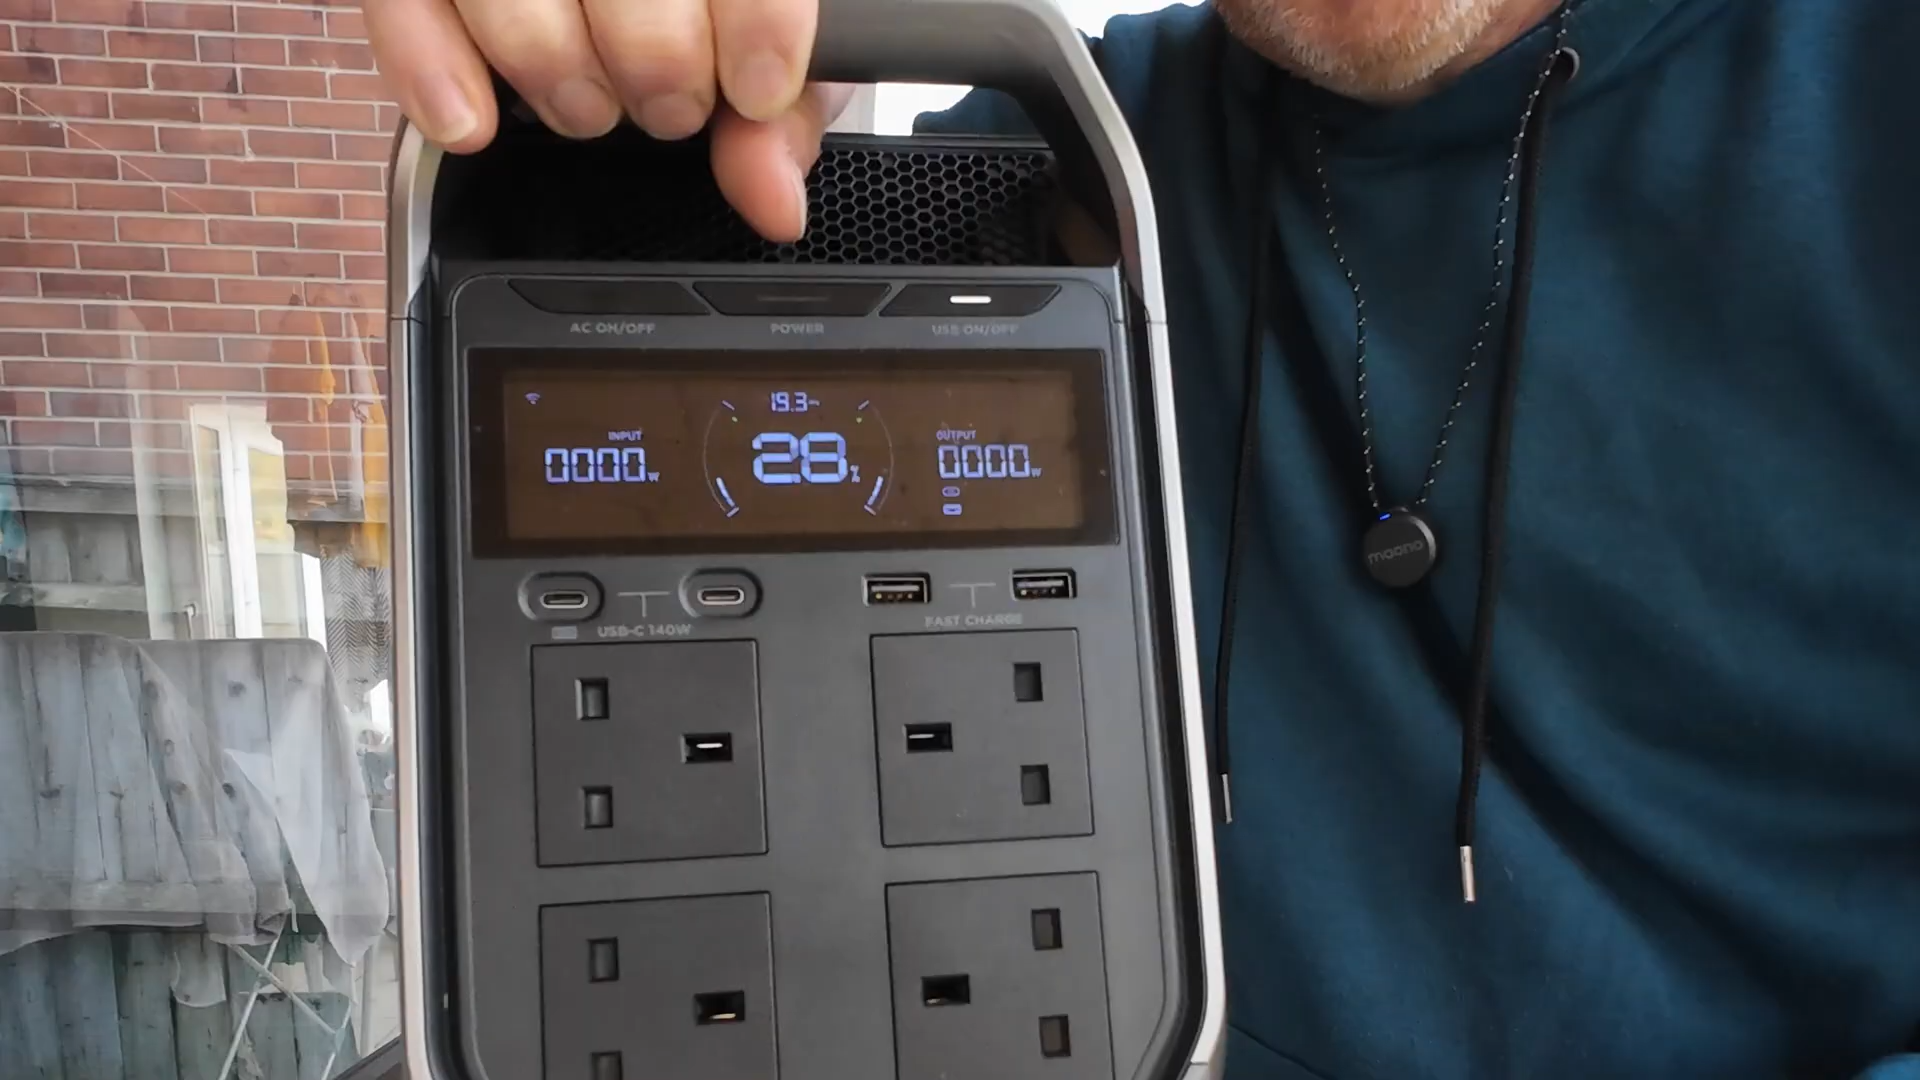 AC ON/OFF
POWER
USB ON/OFF
19.3
INPUT
0000W
28%
OUTPUT
0000W
USB-C 140W
FAST CHARGE
maono